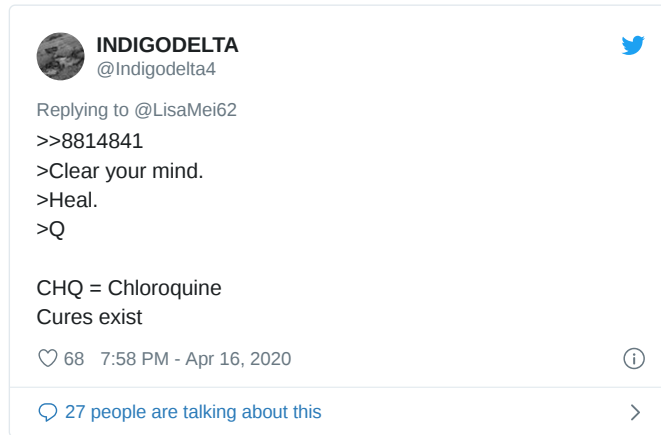 INDIGODELTA
@Indigodelta4
Replying to @LisaMei62
>>8814841
>Clear your mind.
>Heal.
>Q
CHQ = Chloroquine
Cures exist
68 7:58 PM - Apr 16, 2020
27 people are talking about this